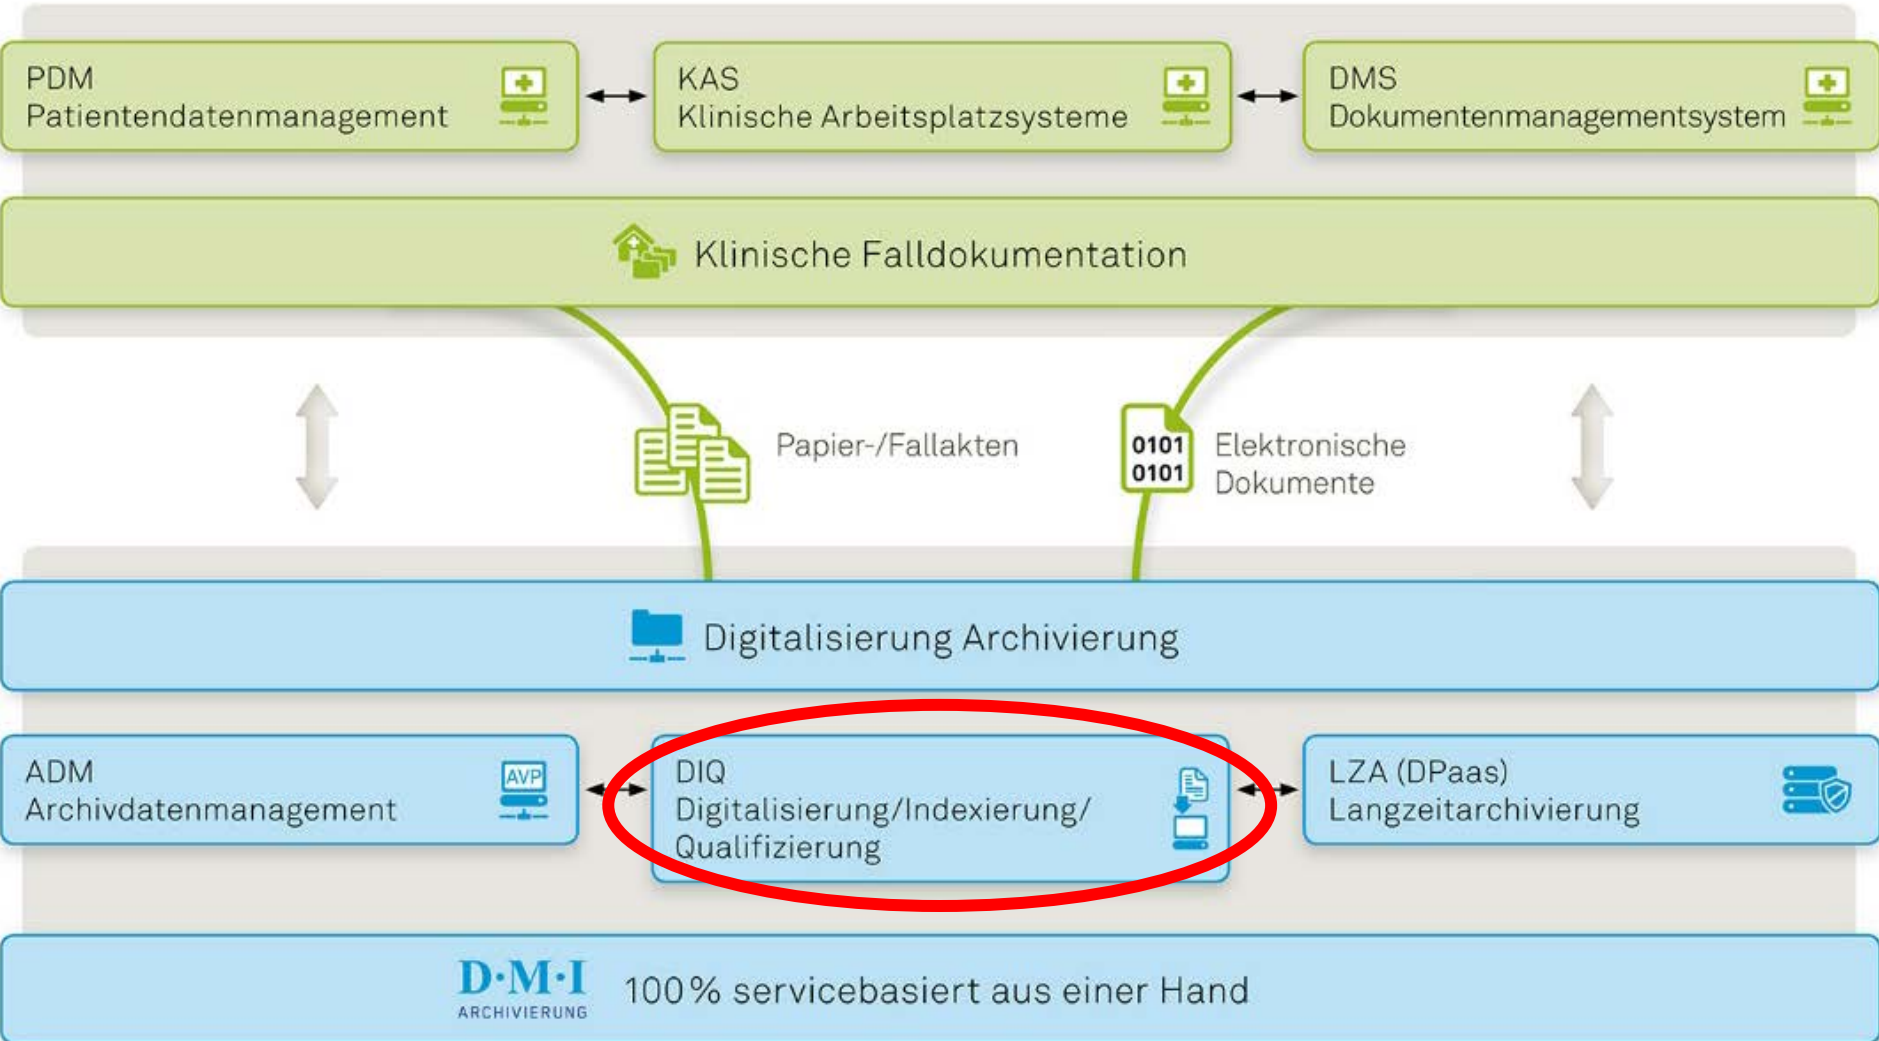 PDM
Patientendatenmanagement
KAS
Klinische Arbeitsplatzsysteme
DMS
Dokumentenmanagementsystem
Klinische Falldokumentation
Papier-/Fallakten
0101
0101
Elektronische
Dokumente
Digitalisierung Archivierung
ADM
Archivdatenmanagement
AVP
DIQ
Digitalisierung/Indexierung/
Qualifizierung
LZA (DPaas)
Langzeitarchivierung
D·M·I
ARCHIVIERUNG
100% servicebasiert aus einer Hand